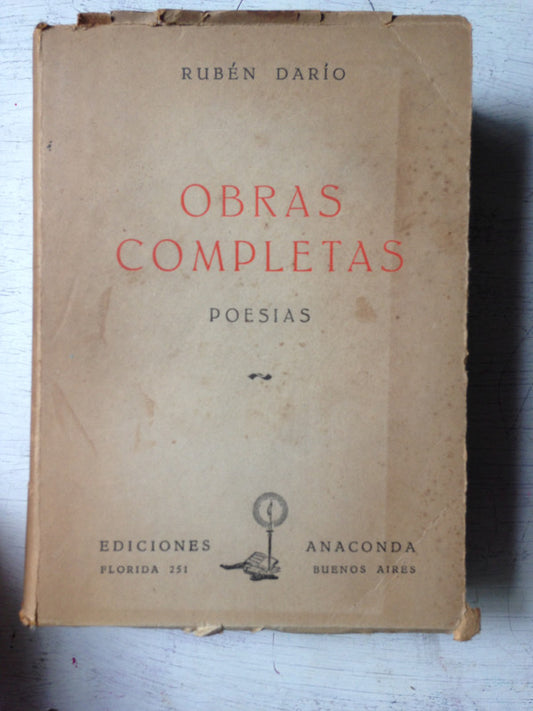 RUBÉN DARÍO
OBRAS
COMPLETAS
POESIAS
EDICIONES ANACONDA
FLORIDA 251 BUENOS AIRES